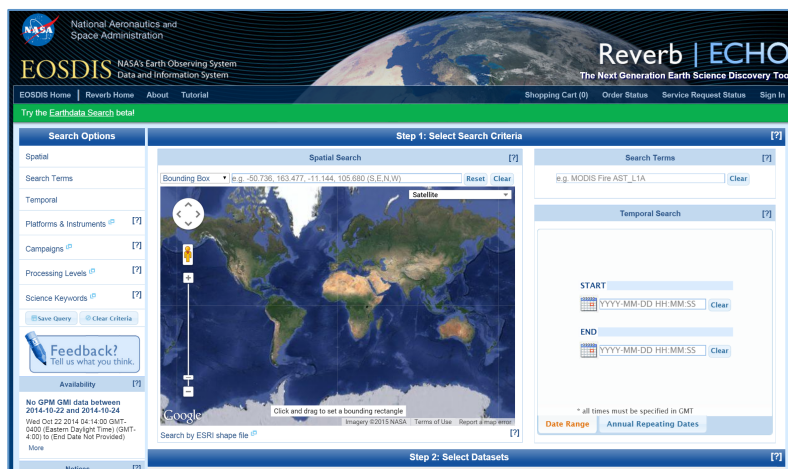 NASA
National Aeronautics and
Space Administration
EOSDIS
NASA's Earth Observing System
Data and Information System
Reverb | ECHO
The Next Generation Earth Science Discovery Too
EOSDIS Home
Reverb Home
About
Tutorial
Shopping Cart (0)
Order Status
Service Request Status
Sign In
Try the Earthdata Search beta!
Search Options
Spatial
Search Terms
Temporal
Platforms & Instruments [?]
Campaigns [?]
Processing Levels [?]
Science Keywords [?]
Save Query
Clear Criteria
Feedback?
Tell us what you think.
Availability [?]
No GPM GMI data between
2014-10-22 and 2014-10-24
Wed Oct 22 2014 04:14:00 GMT-
0400 (Eastern Daylight Time) (GMT-
4:00) to (End Date Not Provided)
More
Notices [?]
Step 1: Select Search Criteria [?]
Spatial Search [?]
Bounding Box
e.g. -50.736, 163.477, -11.144, 105.680 (S,E,N,W)
Reset
Clear
Satellite
Click and drag to set a bounding rectangle
Google
Imagery ©2015 NASA
Terms of Use
Report a map error
Search by ESRI shape file [?]
Search Terms [?]
e.g. MODIS Fire AST_L1A
Clear
Temporal Search [?]
START
YYYY-MM-DD HH:MM:SS
Clear
END
YYYY-MM-DD HH:MM:SS
Clear
* all times must be specified in GMT
Date Range
Annual Repeating Dates
Step 2: Select Datasets [?]